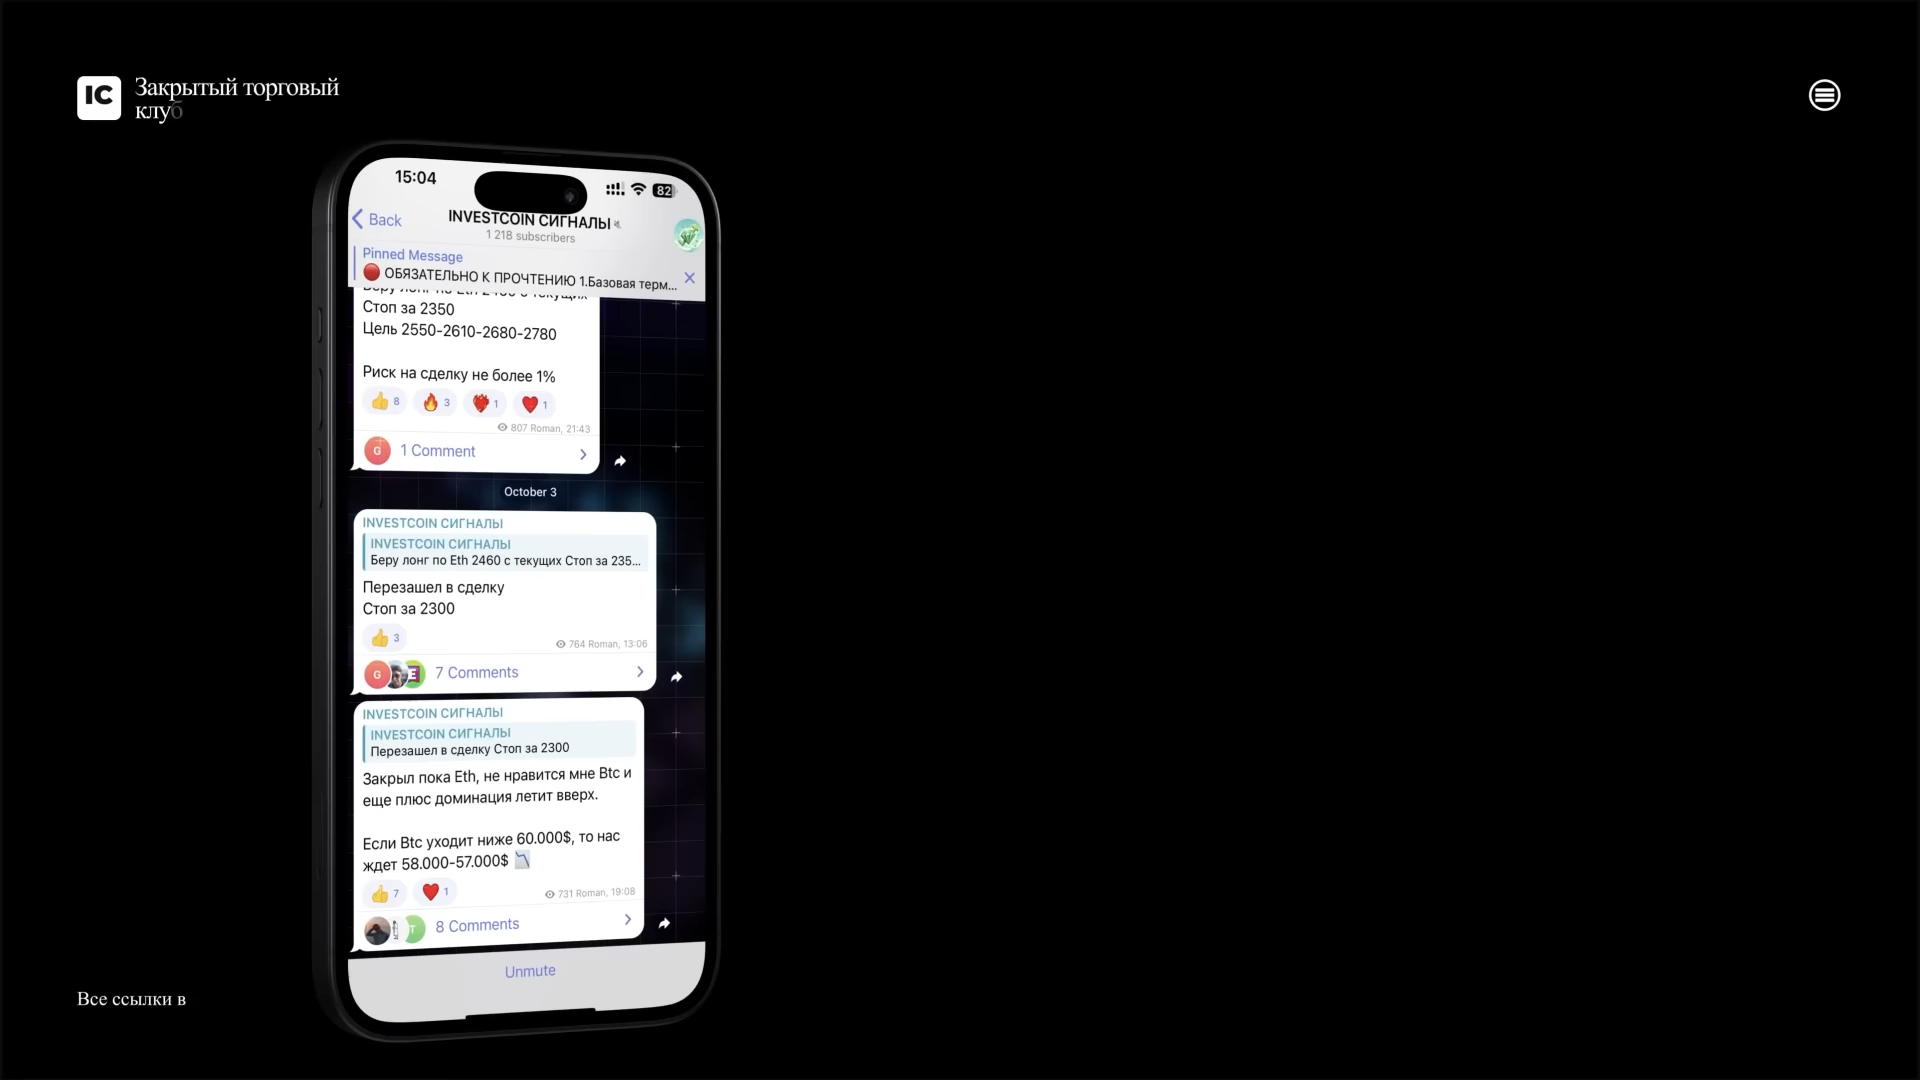 IC
Закрытый торговый
клуб
15:04
82
Back
INVESTCOIN СИГНАЛЫ
1 218 subscribers
Pinned Message
ОБЯЗАТЕЛЬНО К ПРОЧТЕНИЮ 1.Базовая терм...
Беру лонг по Eth 2460 с текущих
Стоп за 2350
Цель 2550-2610-2680-2780
Риск на сделку не более 1%
8 3 1 1
807 Roman, 21:43
G 1 Comment
October 3
INVESTCOIN СИГНАЛЫ
INVESTCOIN СИГНАЛЫ
Беру лонг по Eth 2460 с текущих Стоп за 235...
Перезашел в сделку
Стоп за 2300
3
764 Roman, 13:06
G E 7 Comments
INVESTCOIN СИГНАЛЫ
INVESTCOIN СИГНАЛЫ
Перезашел в сделку Стоп за 2300
Закрыл пока Eth, не нравится мне Btc и
еще плюс доминация летит вверх.
Если Btc уходит ниже 60.000$, то нас
ждет 58.000-57.000$
7 1
731 Roman, 19:08
T 8 Comments
Unmute
Все ссылки в